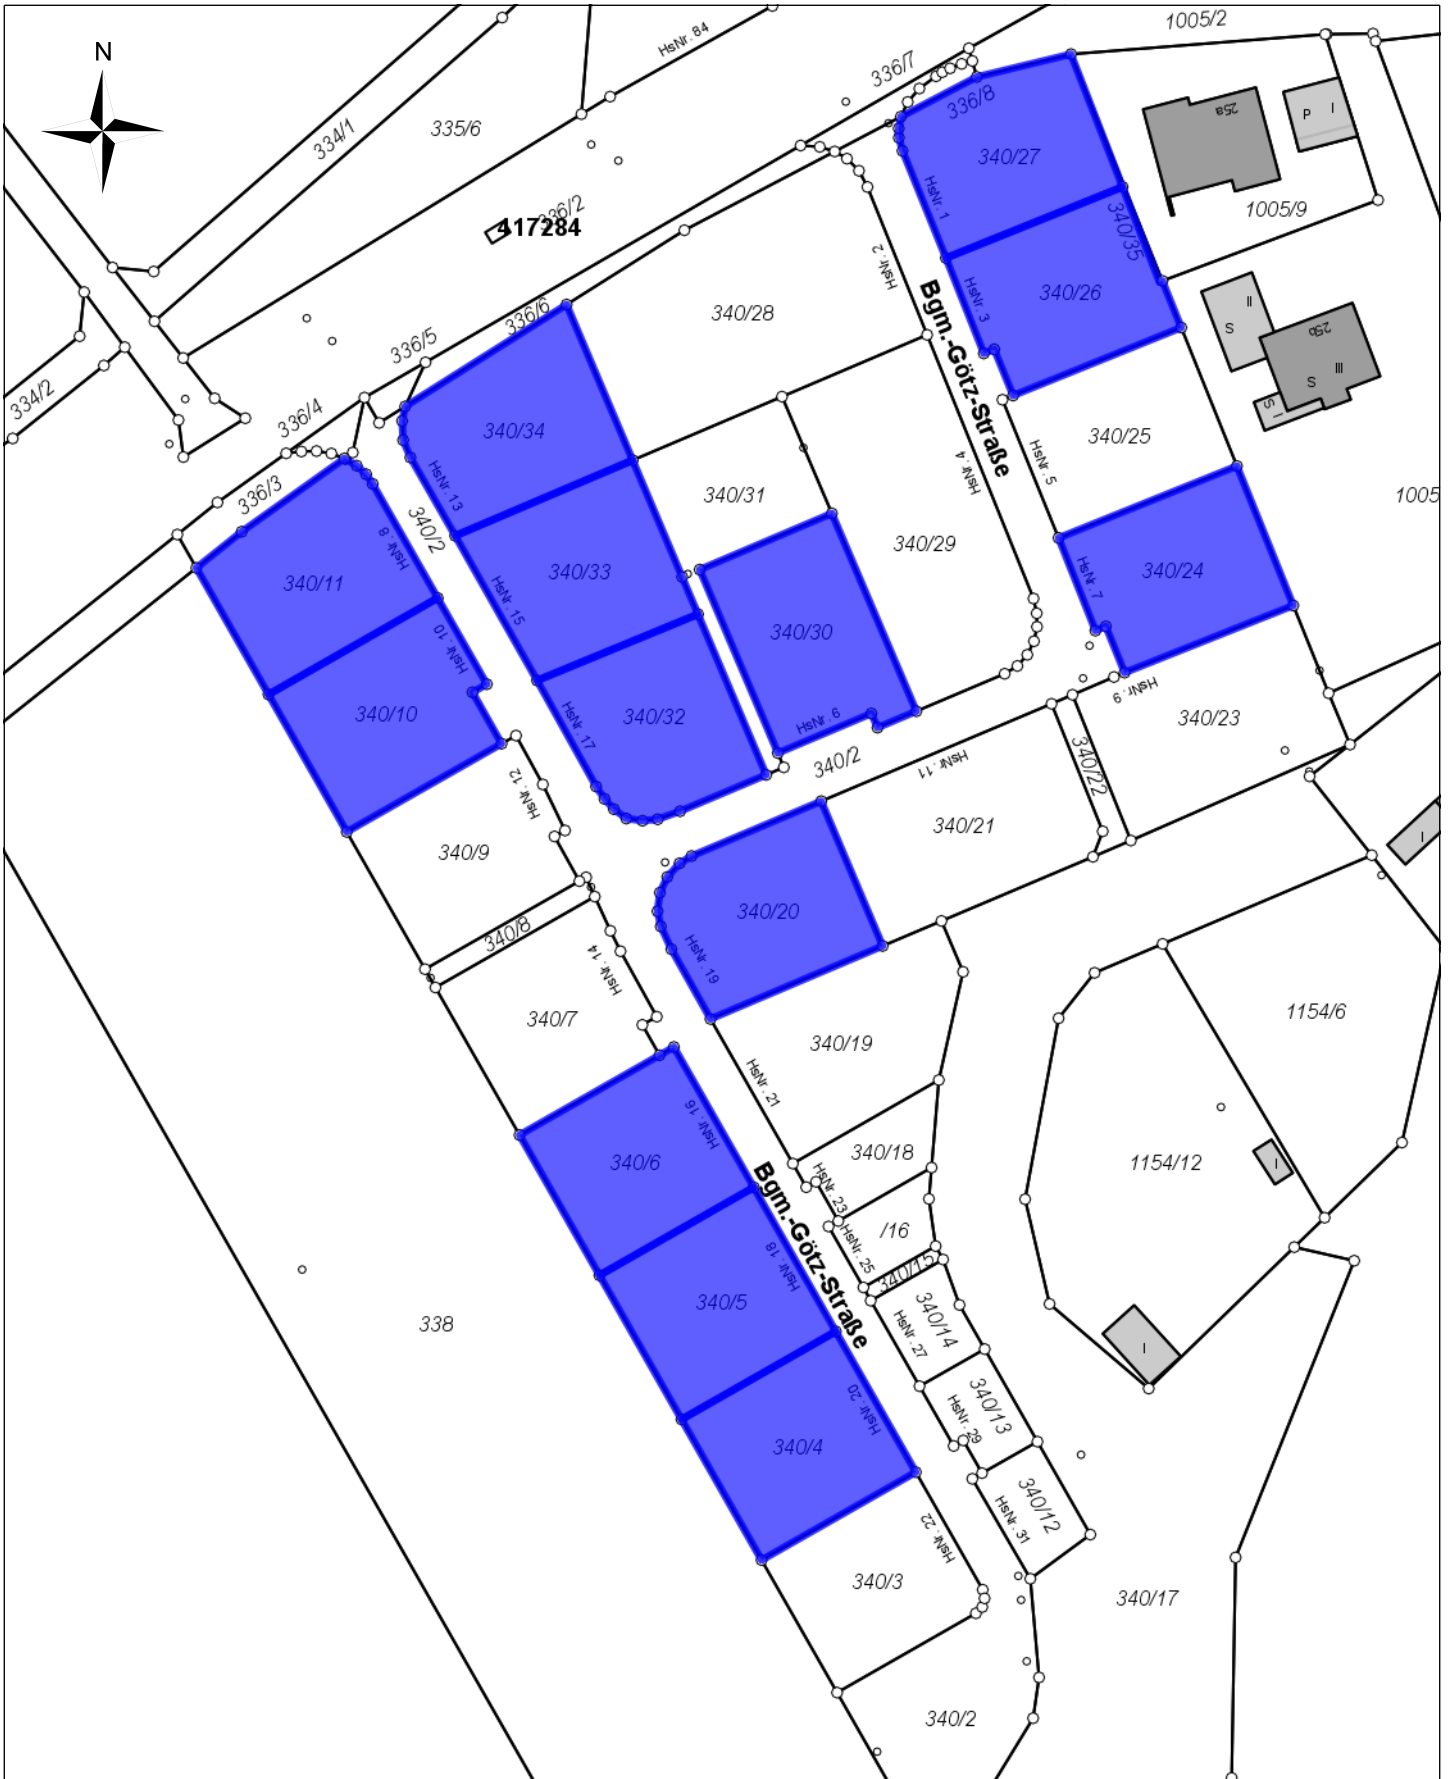 1005/2
N
HsNr. 84
336/7
334/1
335/6
336/8
25a
P
I
340/27
HsNr. 1
336/2
417284
1005/9
340/35
HsNr. 2
340/26
HsNr. 3
II
S
25b
III
S
S
I
340/28
336/6
336/5
Bgm.-Götz-Straße
334/2
336/4
340/34
340/25
HsNr. 5
HsNr. 4
HsNr. 13
340/31
336/3
1005
340/2
HsNr. 8
340/29
340/33
340/24
HsNr. 7
340/11
HsNr. 15
340/30
HsNr. 10
HsNr. 9
340/10
340/32
HsNr. 17
HsNr. 6
340/23
340/2
340/22
HsNr. 11
HsNr. 12
340/21
I
340/9
340/20
340/8
HsNr. 14
HsNr. 19
340/7
1154/6
340/19
HsNr. 21
HsNr. 16
340/6
340/18
1154/12
I
HsNr. 23
Bgm.-Götz-Straße
/16
HsNr. 18
HsNr. 25
340/15
340/5
340/14
HsNr. 27
338
I
340/13
HsNr. 29
HsNr. 20
340/4
340/12
HsNr. 31
HsNr. 22
340/3
340/17
340/2